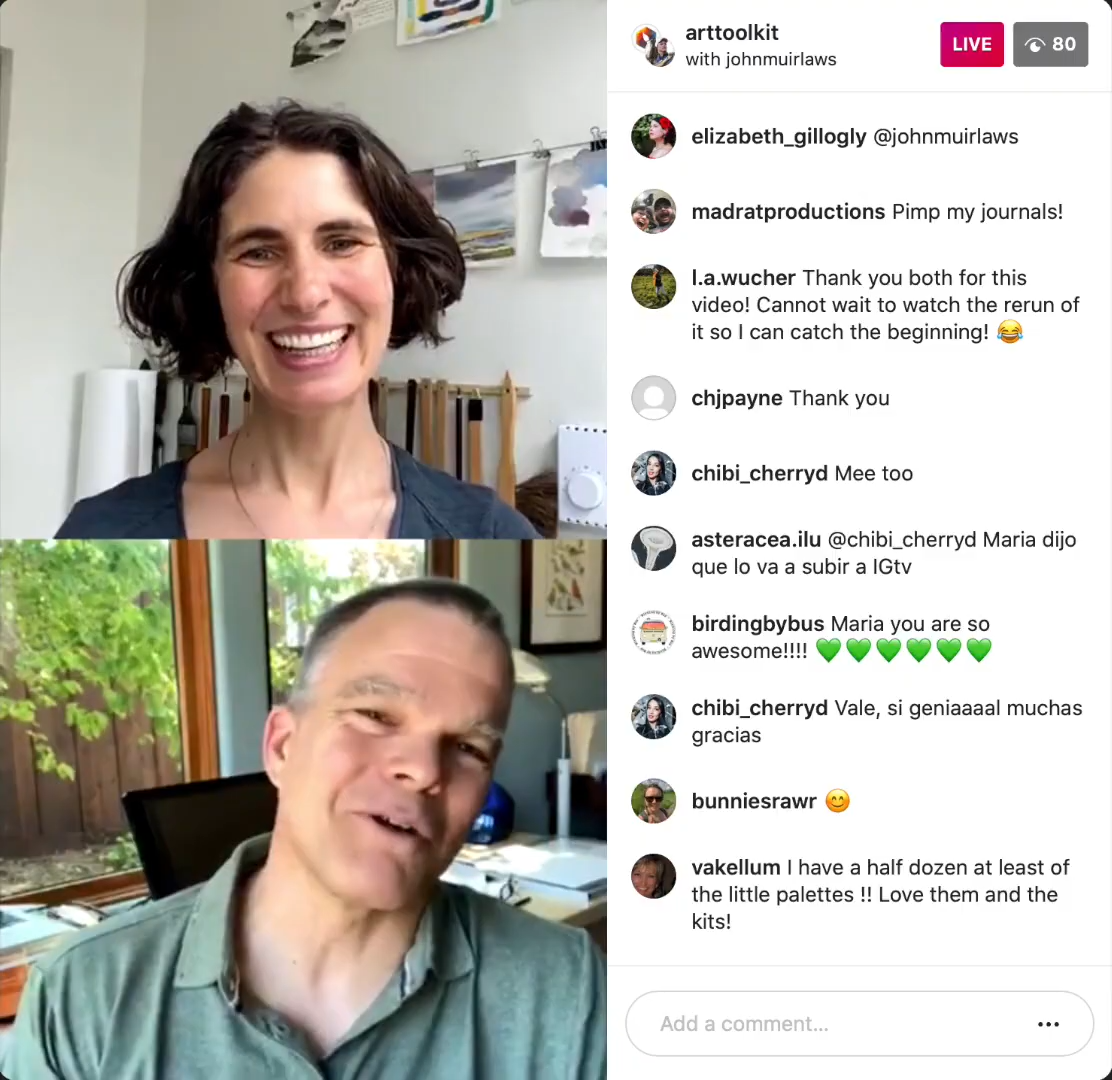 arttoolkit
with johnmuirlaws
LIVE
80
elizabeth_gillogly @johnmuirlaws
madratproductions Pimp my journals!
l.a.wucher Thank you both for this
video! Cannot wait to watch the rerun of
it so I can catch the beginning! 😂
chjpayne Thank you
chibi_cherryd Mee too
asteracea.ilu @chibi_cherryd Maria dijo
que lo va a subir a IGtv
birdingbybus Maria you are so
awesome!!!! 💚💚💚💚💚💚
chibi_cherryd Vale, si geniaaaal muchas
gracias
bunniesrawr 😊
vakellum I have a half dozen at least of
the little palettes !! Love them and the
kits!
Add a comment...